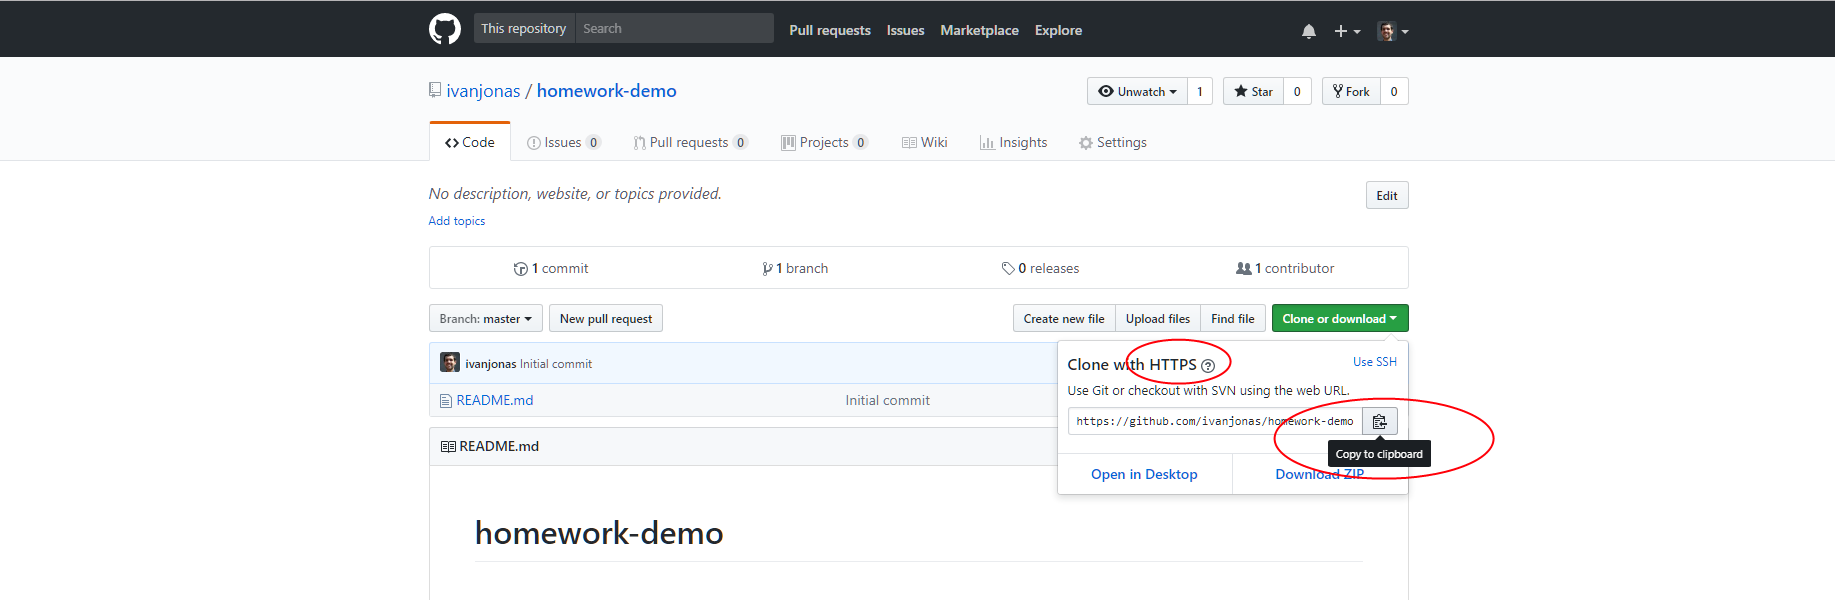 This repository Search Pull requests Issues Marketplace Explore
ivanjonas / homework-demo Unwatch 1 Star 0 Fork 0
Code Issues 0 Pull requests 0 Projects 0 Wiki Insights Settings
No description, website, or topics provided. Edit
Add topics
1 commit 1 branch 0 releases 1 contributor
Branch: master New pull request Create new file Upload files Find file Clone or download
ivanjonas Initial commit
README.md Initial commit
README.md
homework-demo
Clone with HTTPS Use SSH
Use Git or checkout with SVN using the web URL.
https://github.com/ivanjonas/homework-demo
Copy to clipboard
Open in Desktop Download ZIP